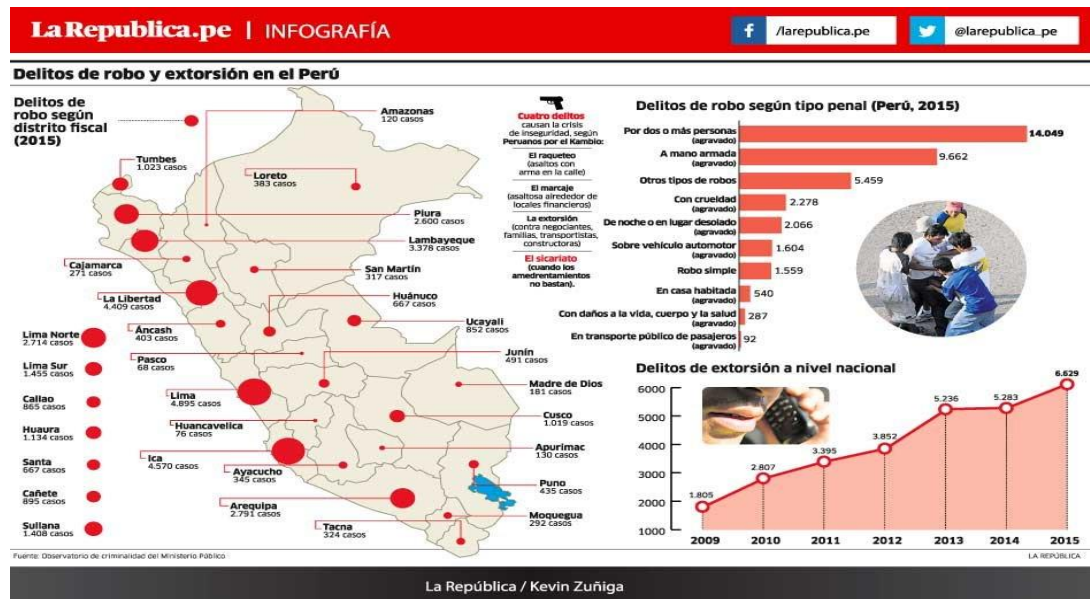 La Republica.pe | INFOGRAFÍA
/larepublica.pe
@larepublica_pe
Delitos de robo y extorsión en el Perú
Delitos de
robo según
distrito fiscal
(2015)
Amazonas
120 casos
Tumbes
1.023 casos
Loreto
383 casos
Piura
2.600 casos
Lambayeque
3.378 casos
Cajamarca
271 casos
San Martín
317 casos
La Libertad
4.409 casos
Huánuco
667 casos
Áncash
403 casos
Ucayali
852 casos
Pasco
68 casos
Junín
491 casos
Madre de Dios
181 casos
Lima
4.895 casos
Cusco
1.019 casos
Huancavelica
76 casos
Apurimac
130 casos
Ica
4.570 casos
Ayacucho
345 casos
Puno
435 casos
Arequipa
2.791 casos
Moquegua
292 casos
Tacna
324 casos
Lima Norte
2.714 casos
Lima Sur
1.455 casos
Callao
865 casos
Huaura
1.134 casos
Santa
667 casos
Cañete
895 casos
Sullana
1.408 casos
Cuatro delitos
causan la crisis
de inseguridad, según
Peruanos por el Kambio:
El raqueteo
(asaltos con
arma en la calle)
El marcaje
(asaltosa alrededor de
locales financieros)
La extorsión
(contra negociantes,
familias, transportistas,
constructoras)
El sicariato
(cuando los
amedrentamientos
no bastan).
Delitos de robo según tipo penal (Perú, 2015)
Por dos o más personas
(agravado)
14.049
A mano armada
(agravado)
9.662
Otros tipos de robos
5.459
Con crueldad
(agravado)
2.278
De noche o en lugar desolado
(agravado)
2.066
Sobre vehículo automotor
(agravado)
1.604
Robo simple
1.559
En casa habitada
(agravado)
540
Con daños a la vida, cuerpo y la salud
(agravado)
287
En transporte público de pasajeros
(agravado)
92
Delitos de extorsión a nivel nacional
6000
5000
4000
3000
2000
1000
1.805
2.807
3.395
3.852
5.236
5.283
6.629
2009 2010 2011 2012 2013 2014 2015
Fuente: Observatorio de criminalidad del Ministerio Público
LA REPÚBLICA
La República / Kevin Zuñiga